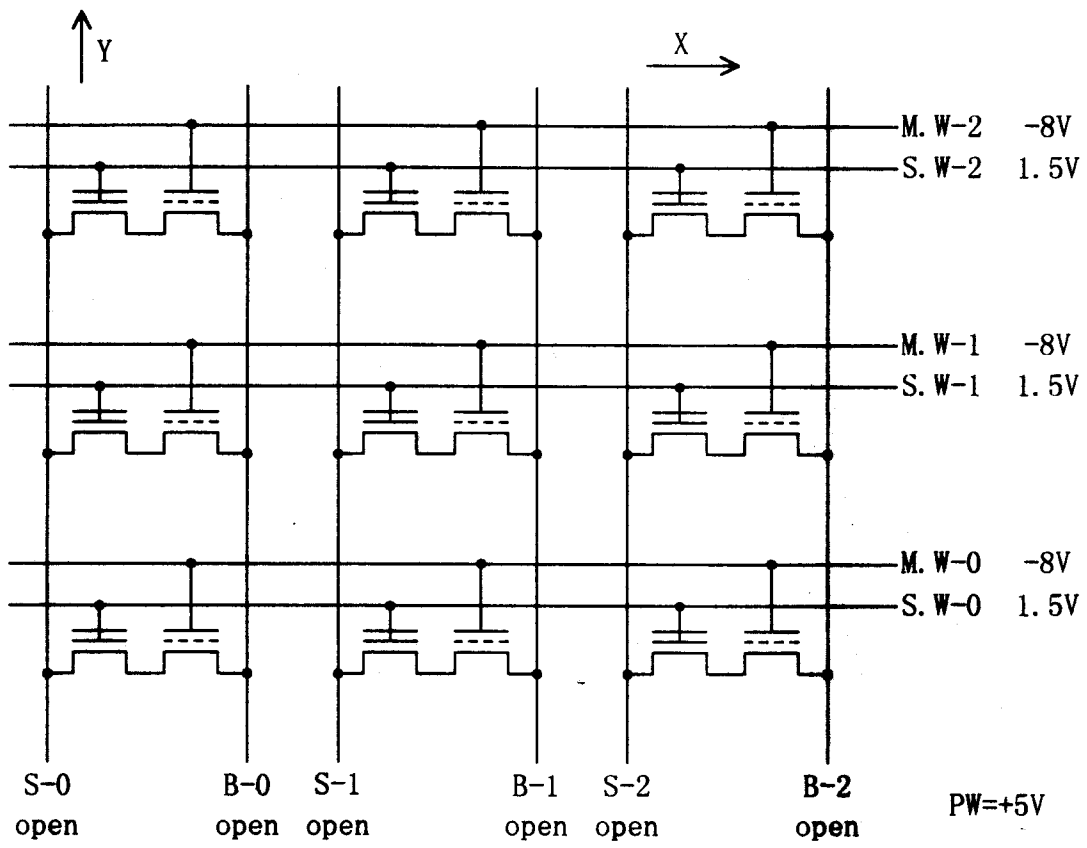 Y
X
M. W-2 -8V
S. W-2 1.5V
M. W-1 -8V
S. W-1 1.5V
M. W-0 -8V
S. W-0 1.5V
S-0 B-0 S-1 B-1 S-2 B-2
open open open open open open
PW=+5V